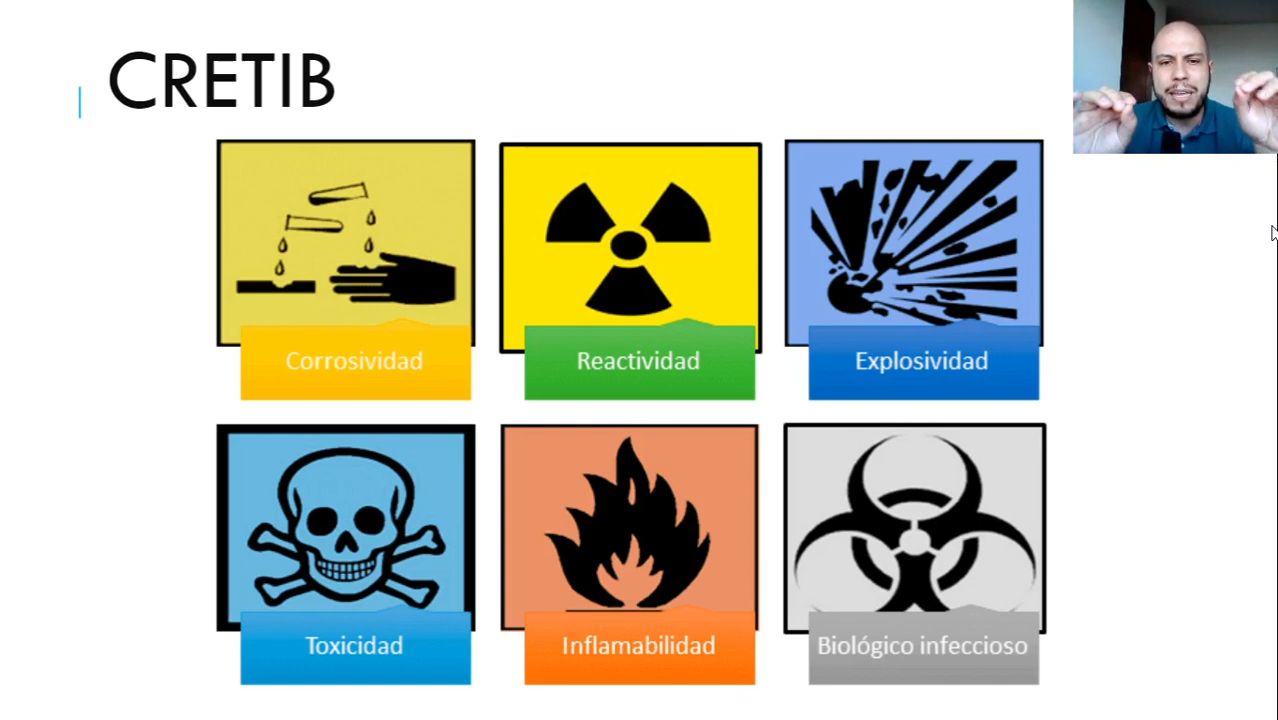 CRETIB
Corrosividad
Reactividad
Explosividad
Toxicidad
Inflamabilidad
Biológico infeccioso